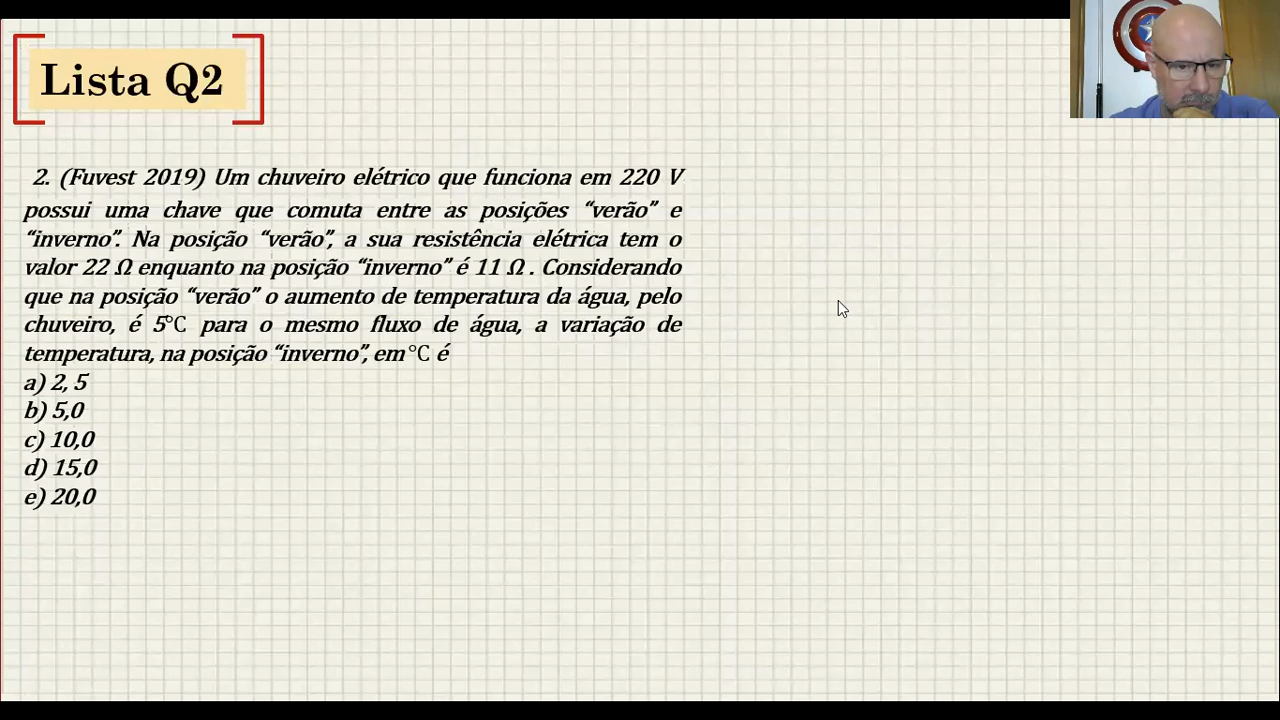 Lista Q2
2. (Fuvest 2019) Um chuveiro elétrico que funciona em 220 V
possui uma chave que comuta entre as posições “verão” e
“inverno”. Na posição “verão”, a sua resistência elétrica tem o
valor 22 Ω enquanto na posição “inverno” é 11 Ω . Considerando
que na posição “verão” o aumento de temperatura da água, pelo
chuveiro, é 5°C para o mesmo fluxo de água, a variação de
temperatura, na posição “inverno”, em °C é
a) 2, 5
b) 5,0
c) 10,0
d) 15,0
e) 20,0